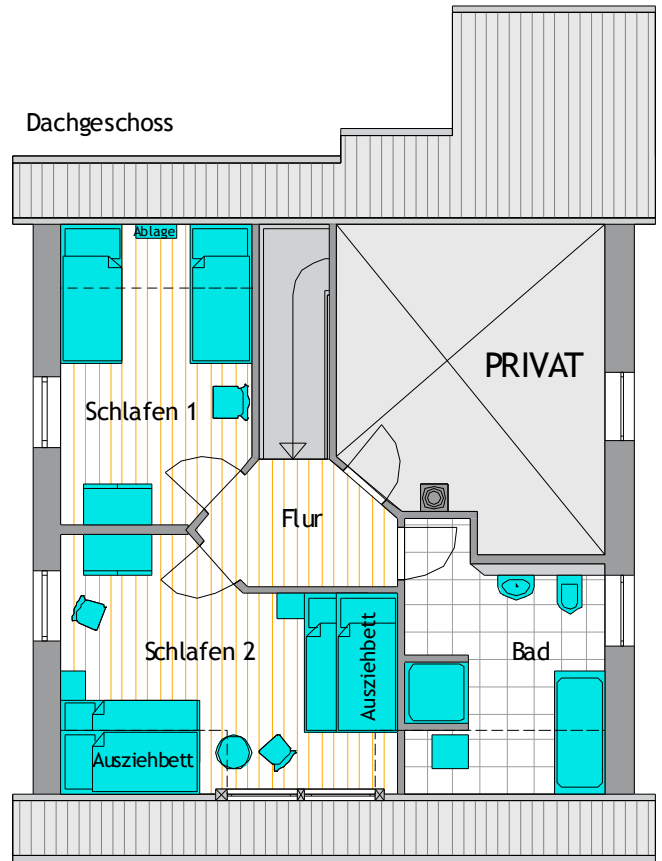 Dachgeschoss
Ablage
PRIVAT
Schlafen 1
Flur
Schlafen 2
Ausziehbett
Bad
Ausziehbett